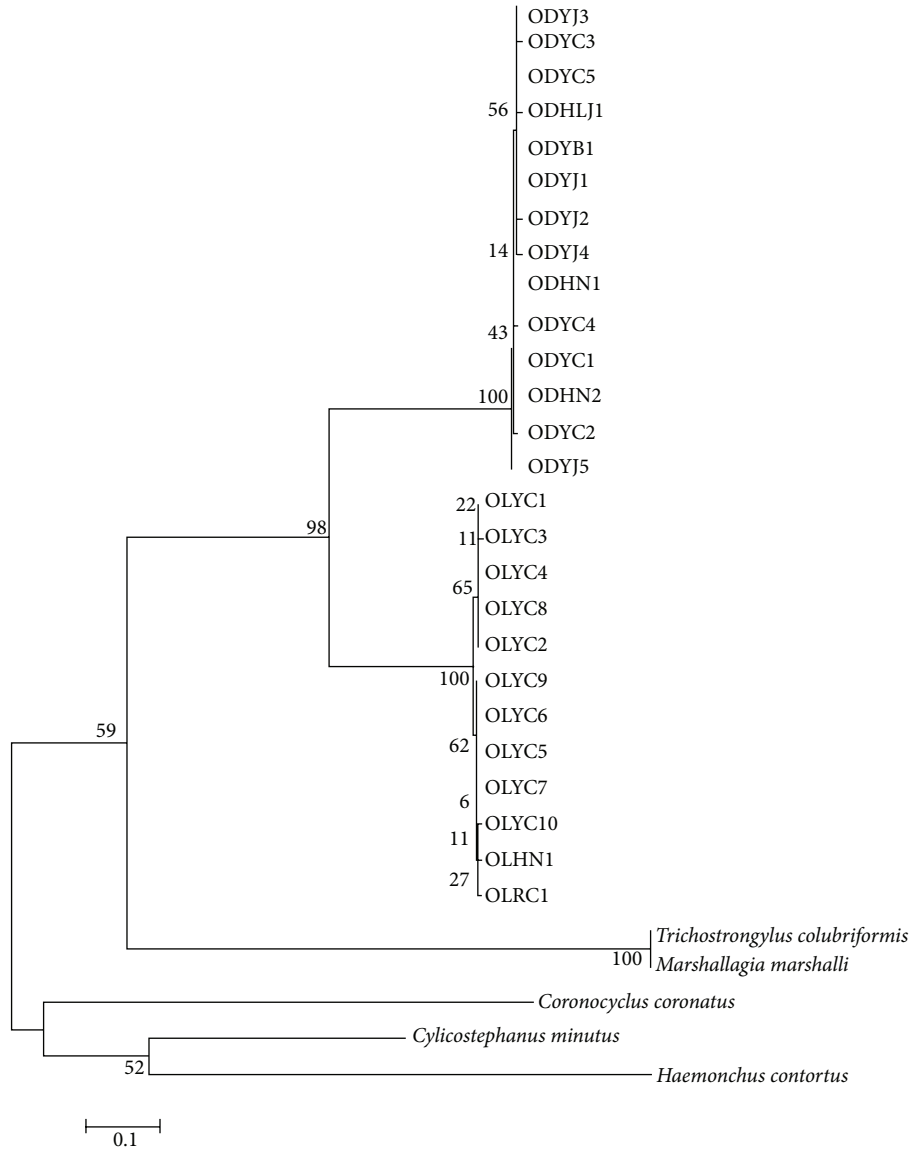 ODYJ3
ODYC3
ODYC5
56
ODHLJ1
ODYB1
ODYJ1
ODYJ2
14
ODYJ4
ODHN1
ODYC4
43
ODYC1
100
ODHN2
ODYC2
ODYJ5
22
OLYC1
11
OLYC3
98
OLYC4
65
OLYC8
OLYC2
100
OLYC9
OLYC6
59
62
OLYC5
OLYC7
6
OLYC10
11
OLHN1
27
OLRC1
Trichostrongylus colubriformis
100
Marshallagia marshalli
Coronocyclus coronatus
Cylicostephanus minutus
52
Haemonchus contortus
0.1